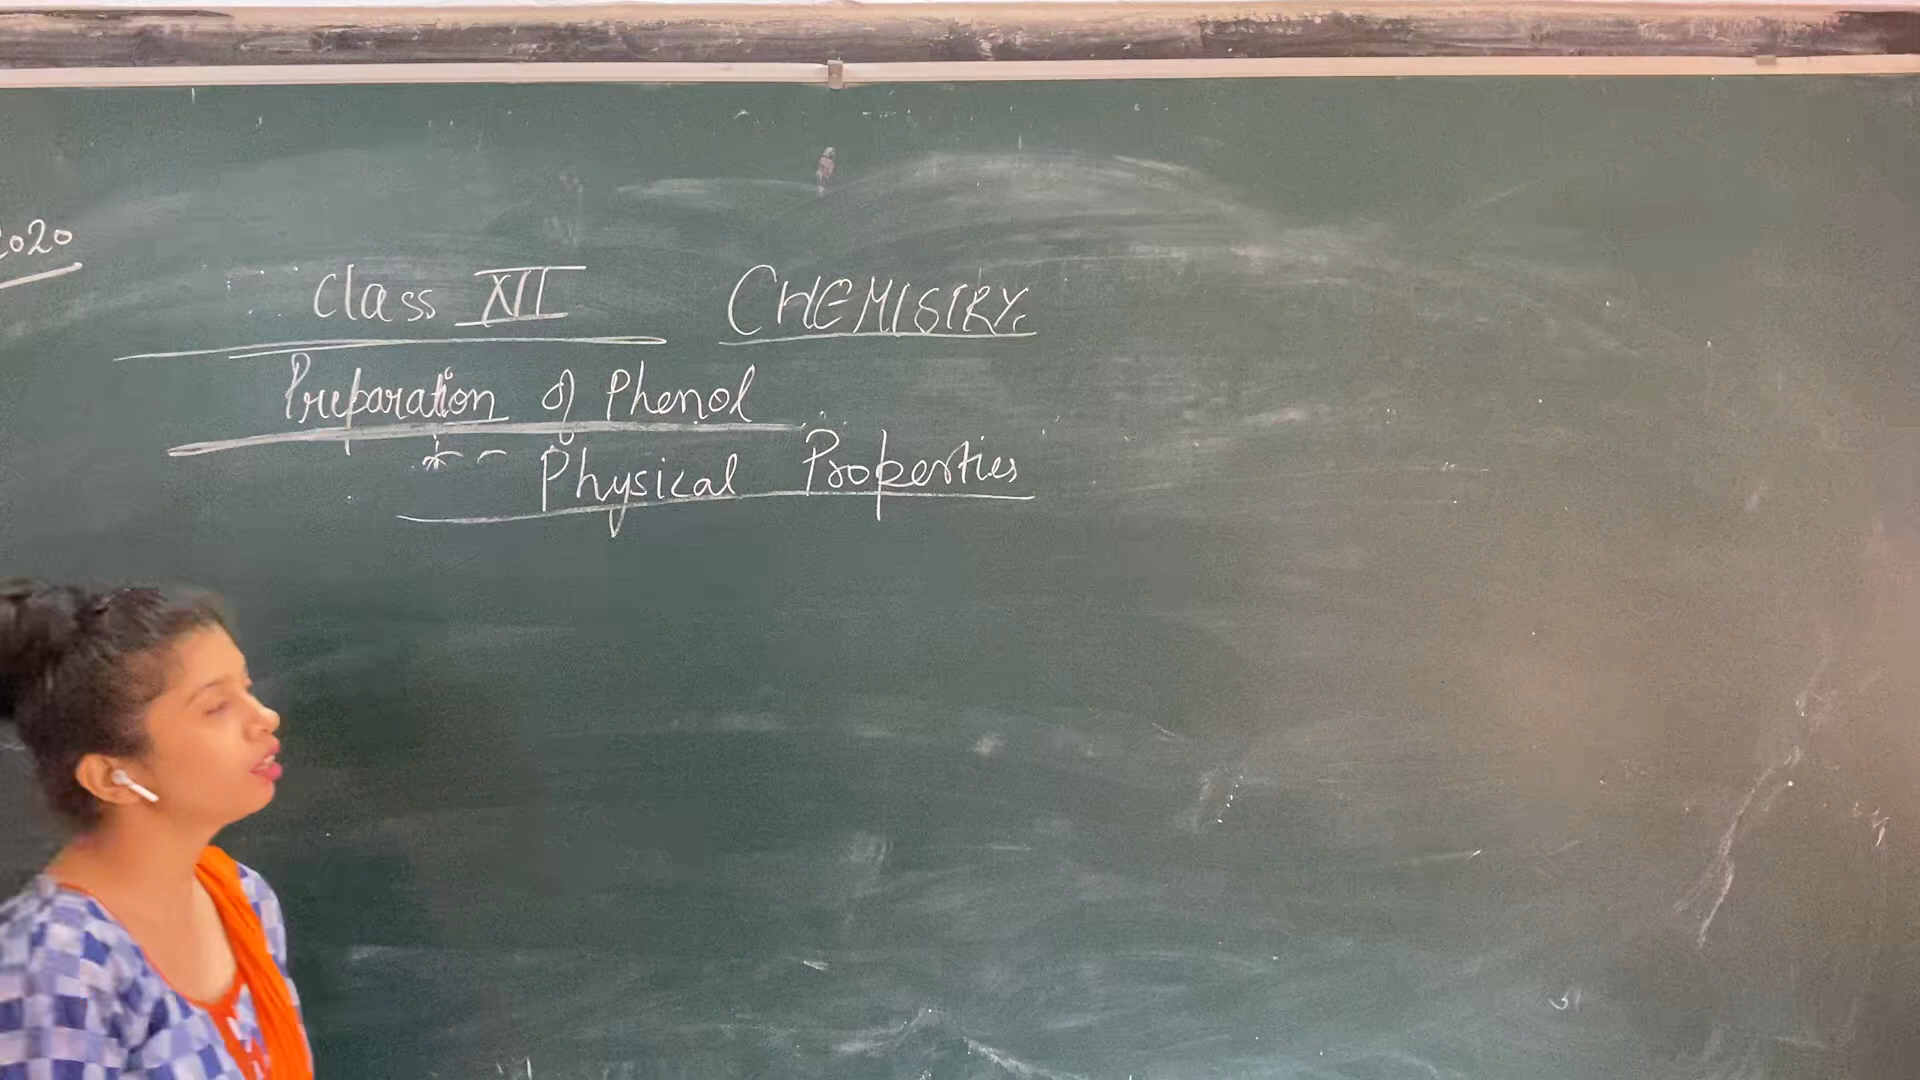 2020
Class XII CHEMISTRY
Preparation of Phenol
Physical Properties